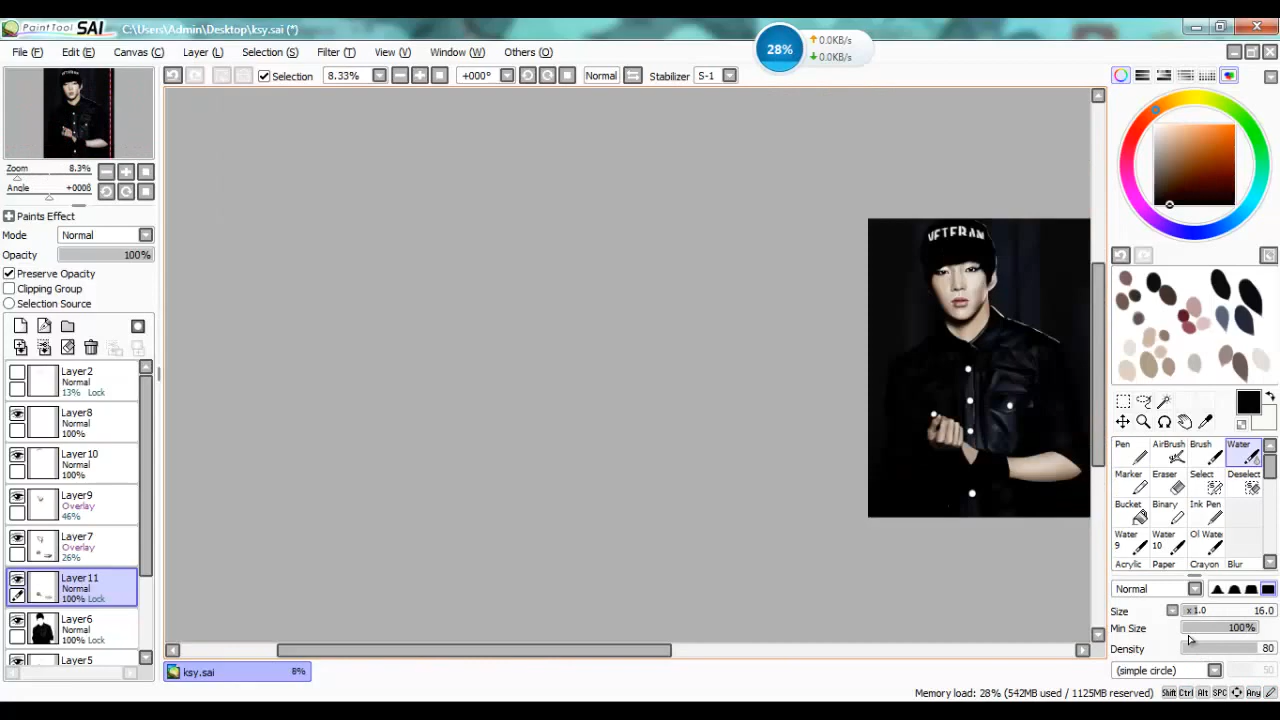 PaintTool SAI C:\Users\Admin\Desktop\ksy.sai (*)
File (F) Edit (E) Canvas (C) Layer (L) Selection (S) Filter (T) View (V) Window (W) Others (O)
28% 0.0KB/s
0.0KB/s
Selection 8.33% +000° Normal Stabilizer S-1
Zoom 8.3%
Angle +000δ
Paints Effect
Mode Normal
Opacity 100%
Preserve Opacity
Clipping Group
Selection Source
Layer2
Normal
13% Lock
Layer8
Normal
100%
Layer10
Normal
100%
Layer9
Overlay
46%
Layer7
Overlay
26%
Layer11
Normal
100% Lock
Layer6
Normal
100% Lock
Layer5
VETERAN
Pen AirBrush Brush Water
Marker Eraser Select Deselect
Bucket Binary Ink Pen
Water 9 Water 10 Oil Water
Acrylic Paper Crayon Blur
Normal
Size x 1.0 16.0
Min Size 100%
Density 80
(simple circle) 50
ksy.sai 8%
Memory load: 28% (542MB used / 1125MB reserved) Shift Ctrl Alt SPC Any